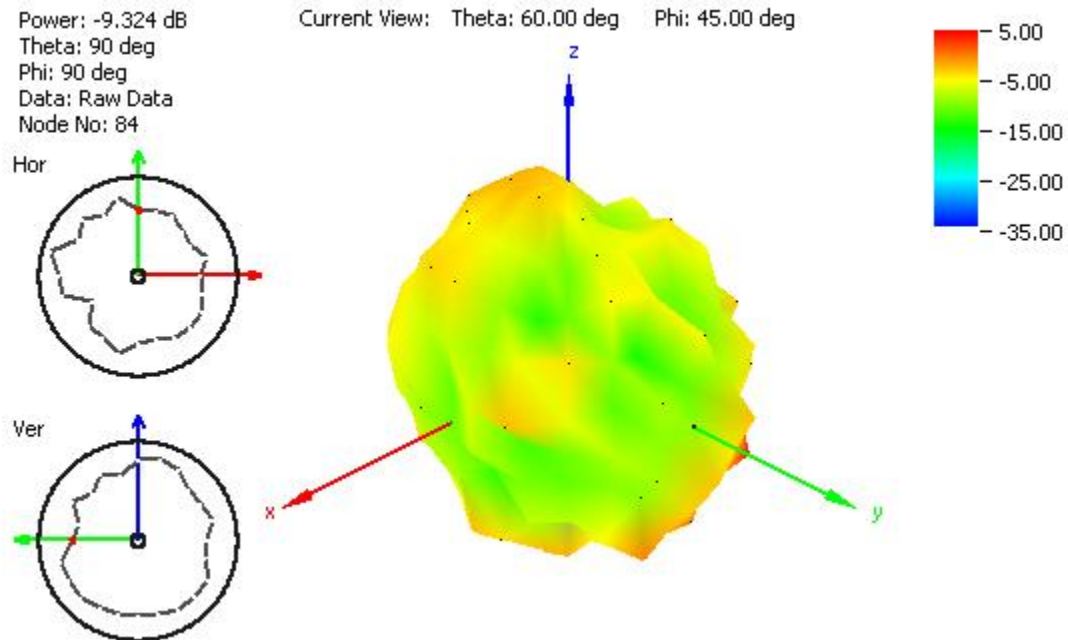 Power: -9.324 dB
Theta: 90 deg
Phi: 90 deg
Data: Raw Data
Node No: 84
Current View: Theta: 60.00 deg Phi: 45.00 deg
Hor
Ver
z
x
y
5.00
-5.00
-15.00
-25.00
-35.00